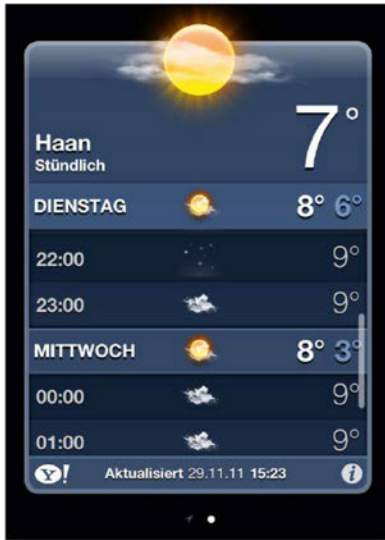 7°
Haan
Stündlich
DIENSTAG 8° 6°
22:00 9°
23:00 9°
MITTWOCH 8° 3°
00:00 9°
01:00 9°
Y! Aktualisiert 29.11.11 15:23 i